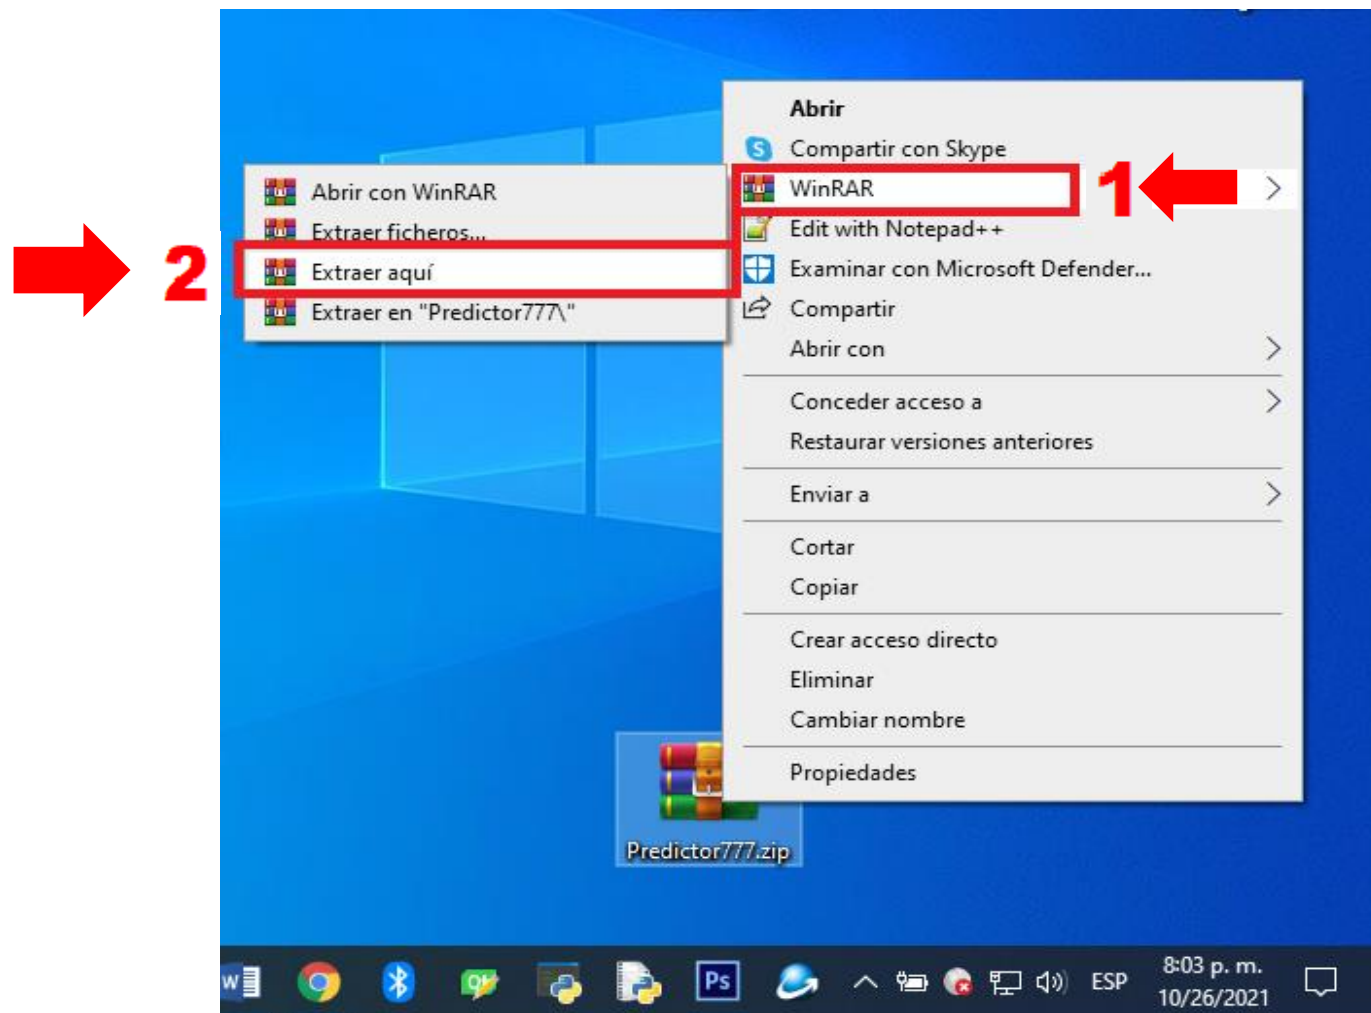 Abrir
Compartir con Skype
WinRAR
1
Edit with Notepad++
Examinar con Microsoft Defender...
Compartir
Abrir con
Conceder acceso a
Restaurar versiones anteriores
Enviar a
Cortar
Copiar
Crear acceso directo
Eliminar
Cambiar nombre
Propiedades
Abrir con WinRAR
Extraer ficheros...
2
Extraer aquí
Extraer en "Predictor777\"
Predictor777.zip
W
Ps
ESP
8:03 p. m.
10/26/2021